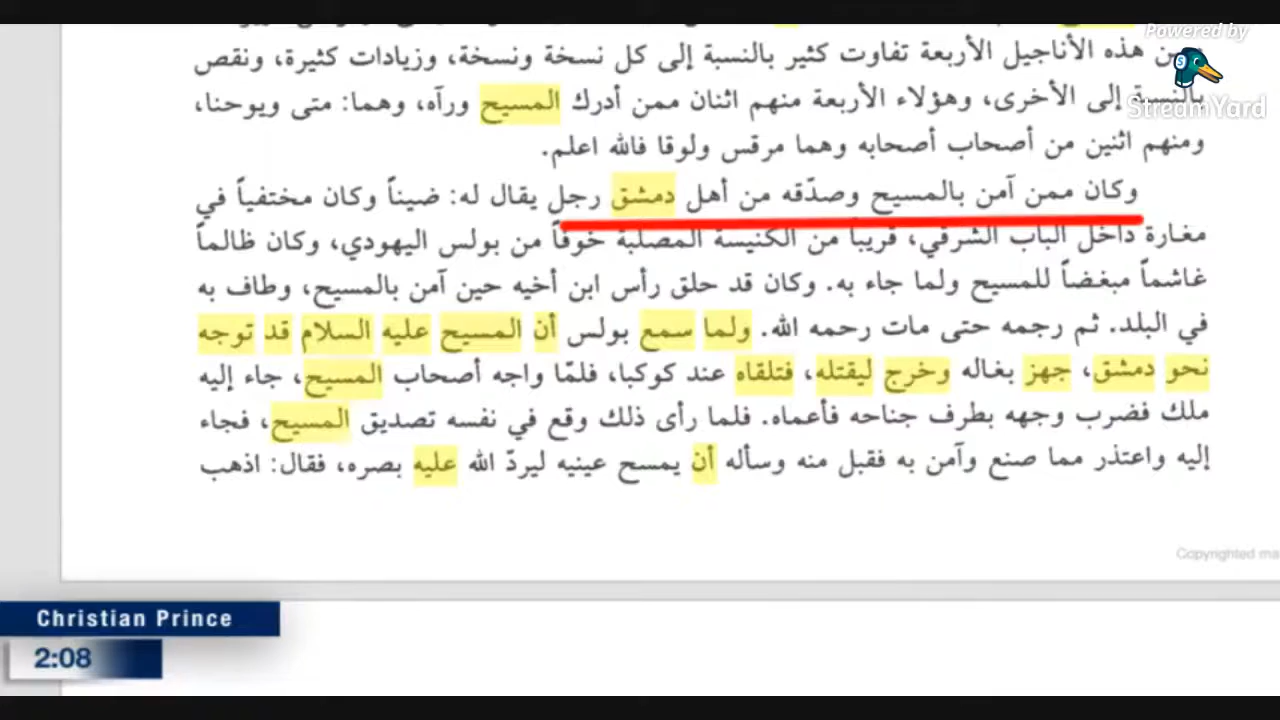 Powered by
StreamYard
من هذه الأناجيل الأربعة تفاوت كثير بالنسبة إلى كل نسخة ونسخة، وزيادات كثيرة، ونقص
بالنسبة إلى الأخرى، وهؤلاء الأربعة منهم اثنان ممن أدرك المسيح ورآه، وهما: متى ويوحنا،
ومنهم اثنين من أصحاب أصحابه وهما مرقس ولوقا فالله اعلم.
وكان ممن آمن بالمسيح وصدّقه من أهل دمشق رجل يقال له: ضيناً وكان مختفياً في
مغارة داخل الباب الشرقي، قريباً من الكنيسة المصلبة خوفاً من بولس اليهودي، وكان ظالماً
غاشماً مبغضاً للمسيح ولما جاء به. وكان قد حلق رأس ابن أخيه حين آمن بالمسيح، وطاف به
في البلد. ثم رجمه حتى مات رحمه الله. ولما سمع بولس أن المسيح عليه السلام قد توجه
نحو دمشق، جهز بغاله وخرج ليقتله، فتلقاه عند كوكبا، فلمّا واجه أصحاب المسيح، جاء إليه
ملك فضرب وجهه بطرف جناحه فأعماه. فلما رأى ذلك وقع في نفسه تصديق المسيح، فجاء
إليه واعتذر مما صنع وآمن به فقبل منه وسأله أن يمسح عينيه ليردّ الله عليه بصره، فقال: اذهب
Copyrighted ma
Christian Prince
2:08